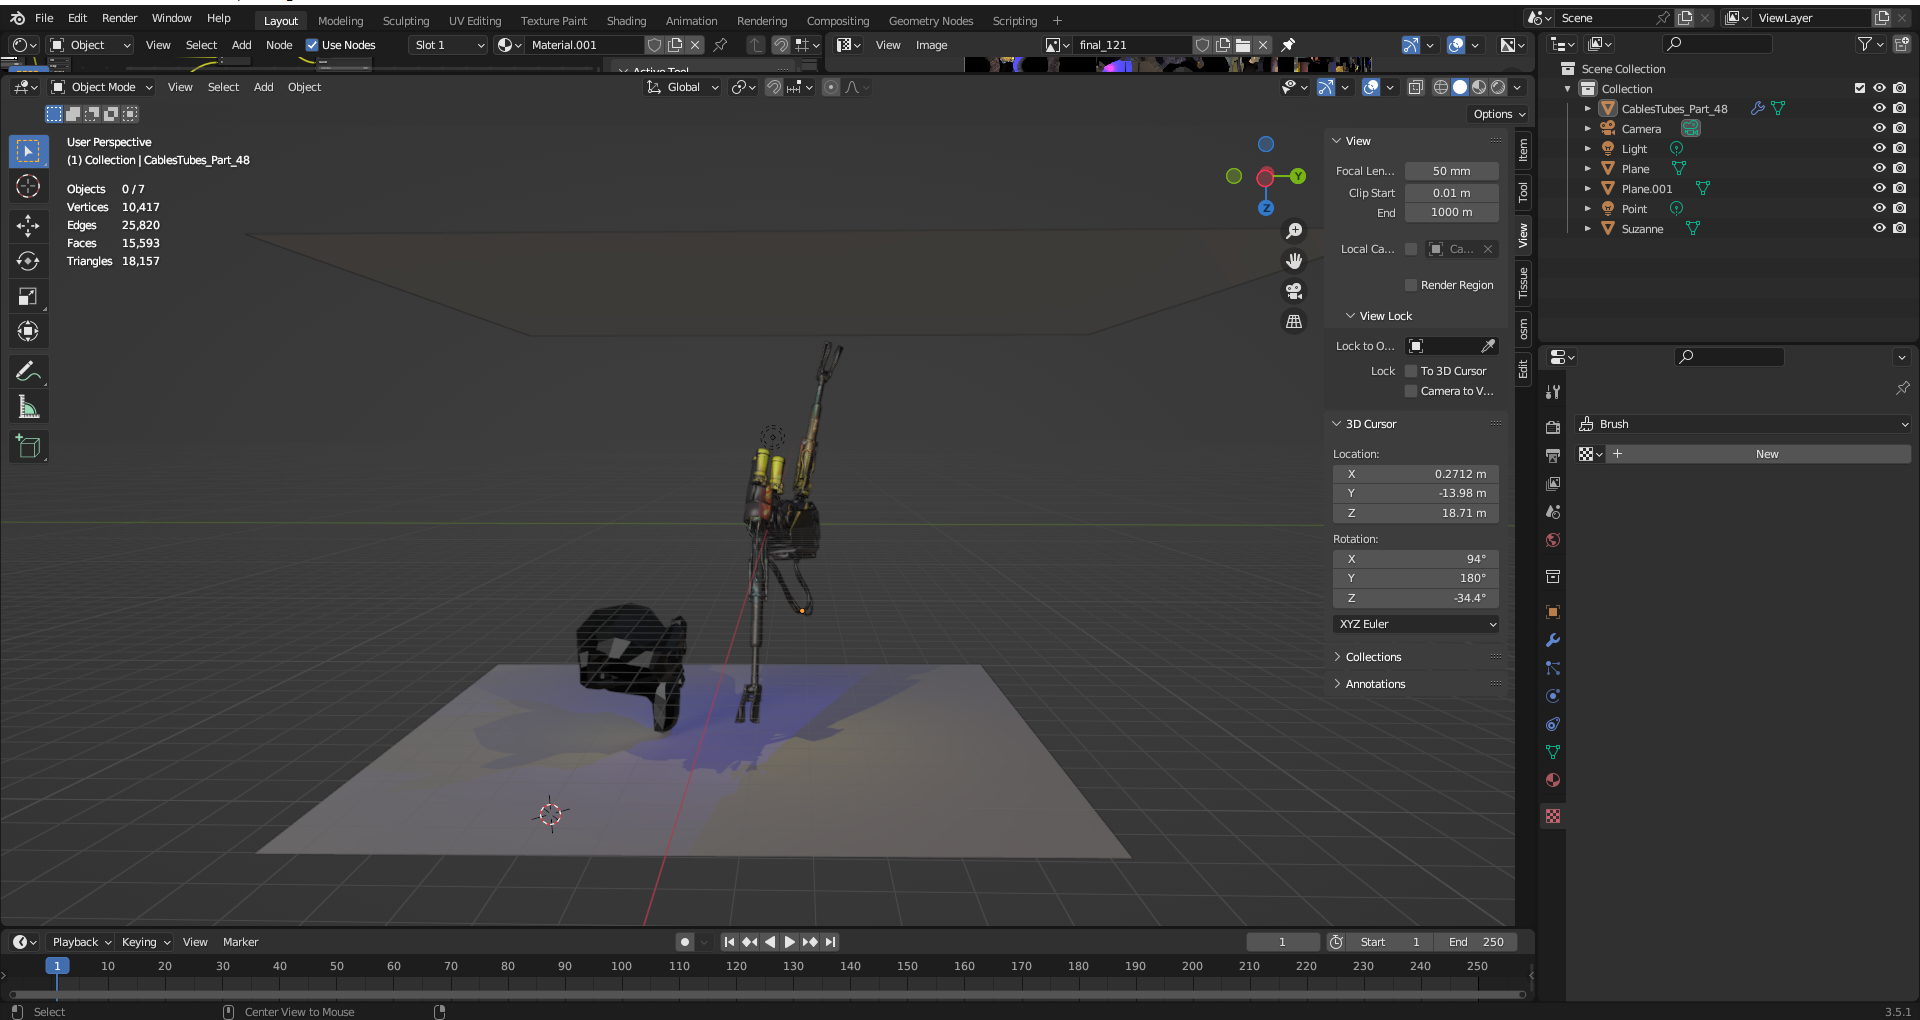 File Edit Render Window Help Layout Modeling Sculpting UV Editing Texture Paint Shading Animation Rendering Compositing Geometry Nodes Scripting + Scene ViewLayer
Object View Select Add Node Use Nodes Slot 1 Material.001 View Image final_121
Active Tool
Object Mode View Select Add Object Global
Options
User Perspective
(1) Collection | CablesTubes_Part_48
Objects 0 / 7
Vertices 10,417
Edges 25,820
Faces 15,593
Triangles 18,157
Y
Z
View
Focal Len... 50 mm
Clip Start 0.01 m
End 1000 m
Local Ca... Ca...
Render Region
View Lock
Lock to O...
Lock To 3D Cursor
Camera to V...
3D Cursor
Location:
X 0.2712 m
Y -13.98 m
Z 18.71 m
Rotation:
X 94°
Y 180°
Z -34.4°
XYZ Euler
Collections
Annotations
Item
Tool
View
Tissue
osm
Edit
Scene Collection
Collection
CablesTubes_Part_48
Camera
Light
Plane
Plane.001
Point
Suzanne
Brush
New
Playback Keying View Marker 1 Start 1 End 250
1 10 20 30 40 50 60 70 80 90 100 110 120 130 140 150 160 170 180 190 200 210 220 230 240 250
Select Center View to Mouse 3.5.1